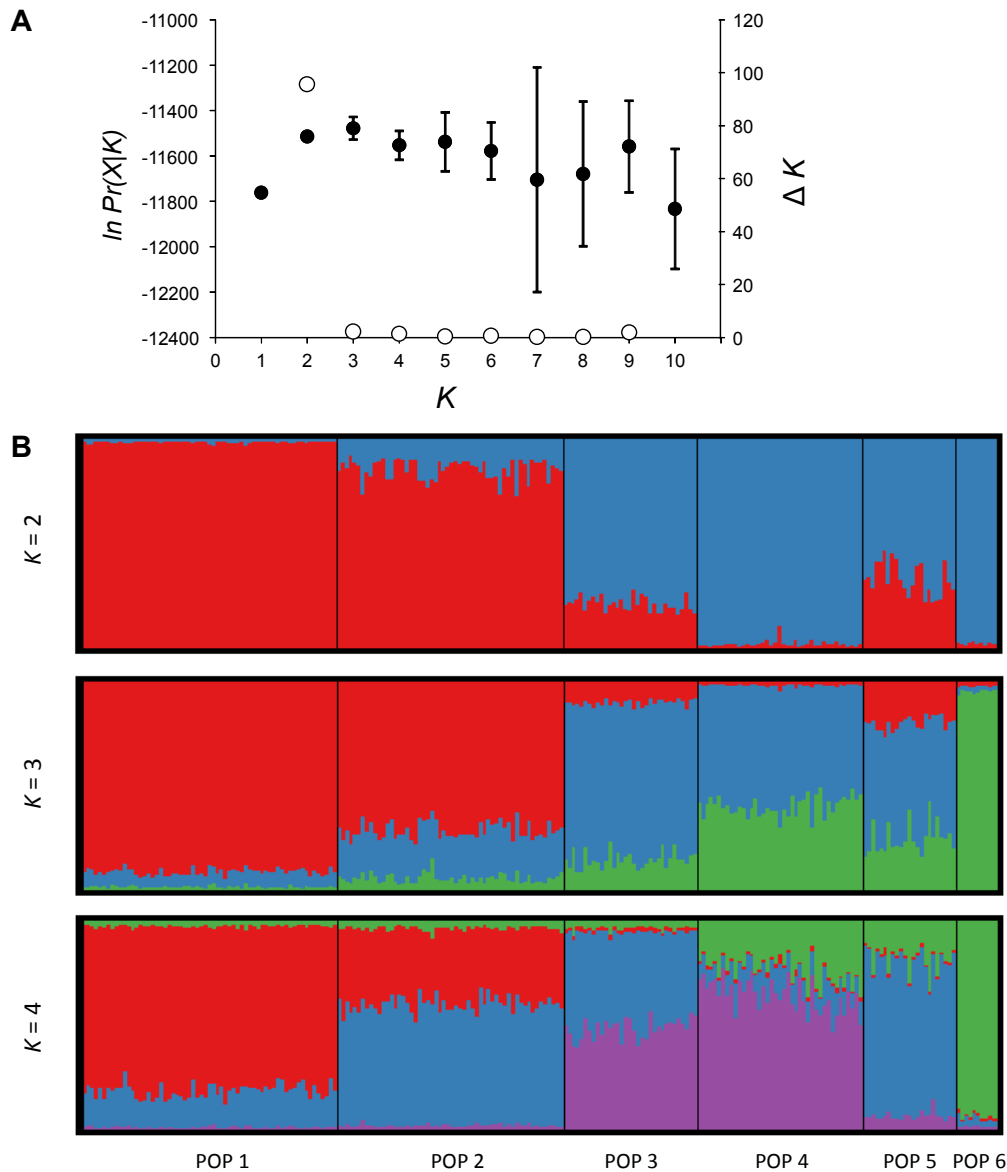 A
-11000
-11200
-11400
-11600
-11800
-12000
-12200
-12400
ln Pr(X|K)
120
100
80
60
40
20
0
Δ K
0 1 2 3 4 5 6 7 8 9 10
K
B
K = 2
K = 3
K = 4
POP 1 POP 2 POP 3 POP 4 POP 5 POP 6